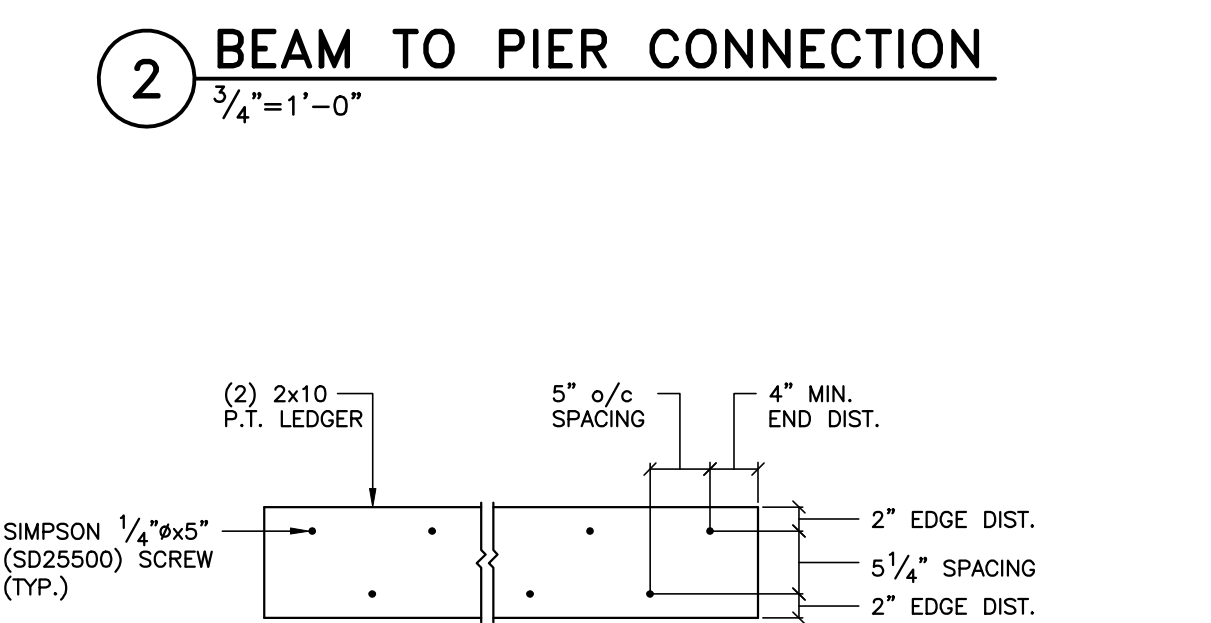 2
BEAM TO PIER CONNECTION
3/4"=1'-0"
(2) 2x10
P.T. LEDGER
5" o/c
SPACING
4" MIN.
END DIST.
SIMPSON 1/4"øx5"
(SD25500) SCREW
(TYP.)
2" EDGE DIST.
5 1/4" SPACING
2" EDGE DIST.